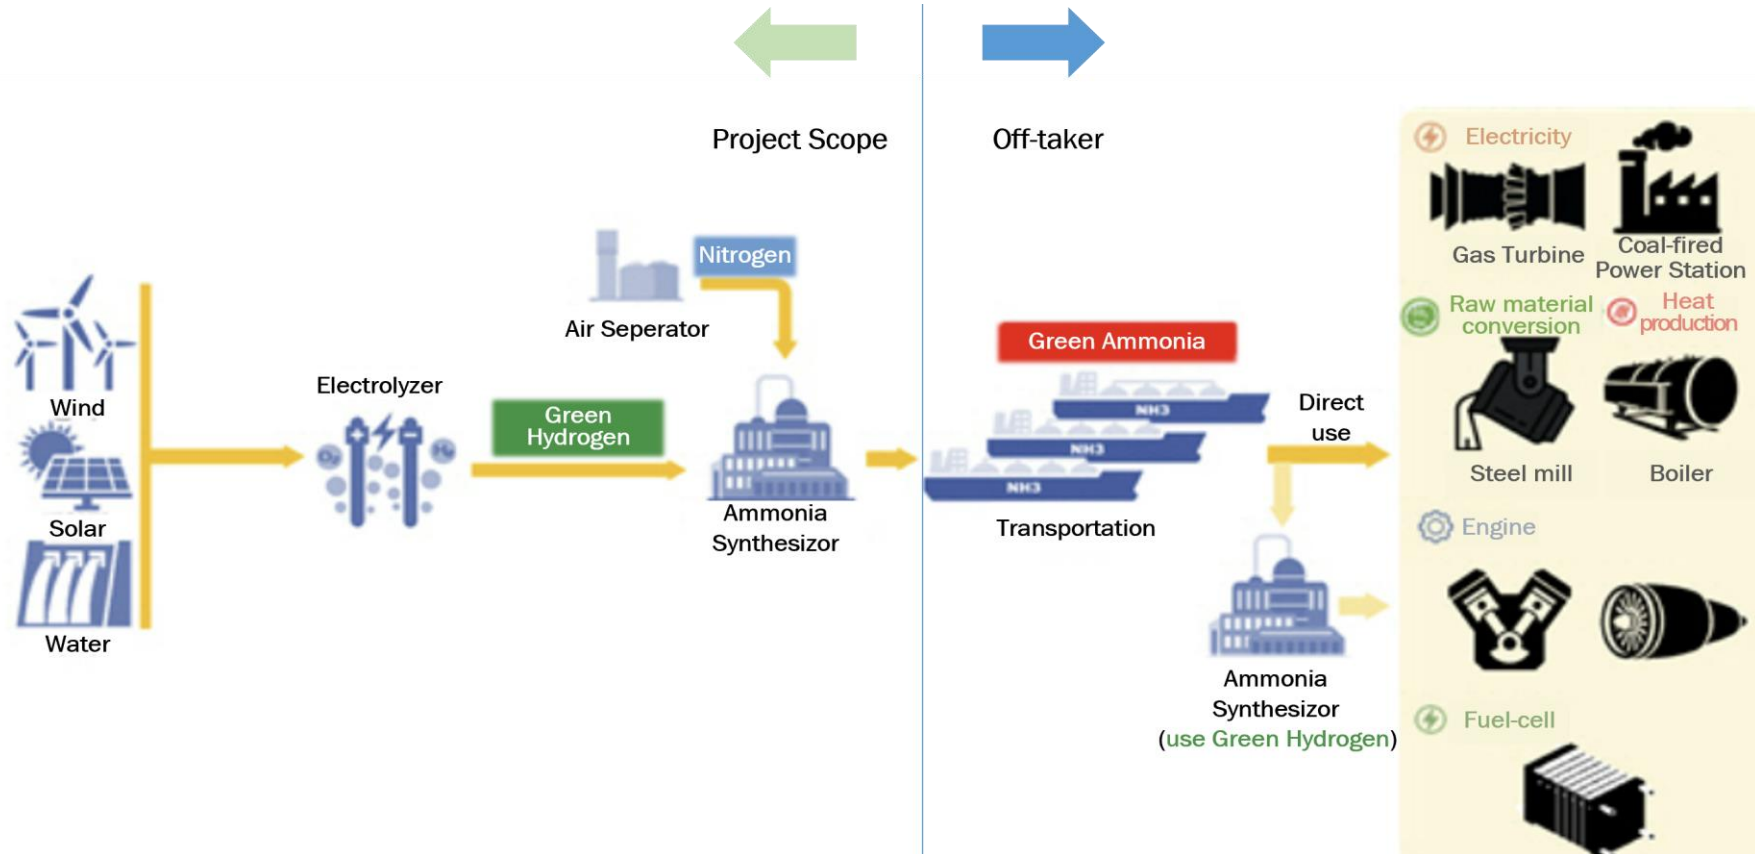 Project Scope
Off-taker
Electricity
Gas Turbine
Coal-fired
Power Station
Nitrogen
Air Seperator
Raw material
conversion
Heat
production
Wind
Electrolyzer
Green
Hydrogen
Green Ammonia
NH3
NH3
NH3
Direct
use
Steel mill
Boiler
O₂
H₂
Solar
Ammonia
Synthesizor
Transportation
Engine
Water
Ammonia
Synthesizor
(use Green Hydrogen)
Fuel-cell